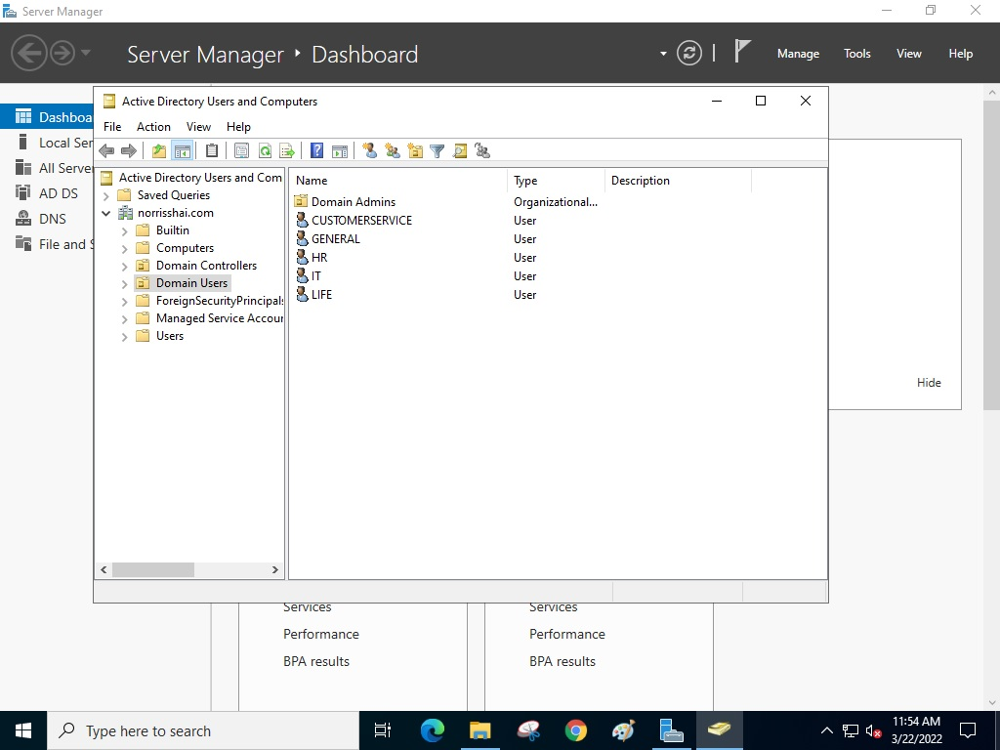 Server Manager
Server Manager ‣ Dashboard
Manage Tools View Help
Dashboa
Local Ser
All Server
AD DS
DNS
File and S
Active Directory Users and Computers
File Action View Help
Active Directory Users and Com
Saved Queries
norrisshai.com
Builtin
Computers
Domain Controllers
Domain Users
ForeignSecurityPrincipals
Managed Service Accour
Users
Name Type Description
Domain Admins Organizational...
CUSTOMERSERVICE User
GENERAL User
HR User
IT User
LIFE User
Hide
Services Services
Performance Performance
BPA results BPA results
Type here to search
11:54 AM
3/22/2022